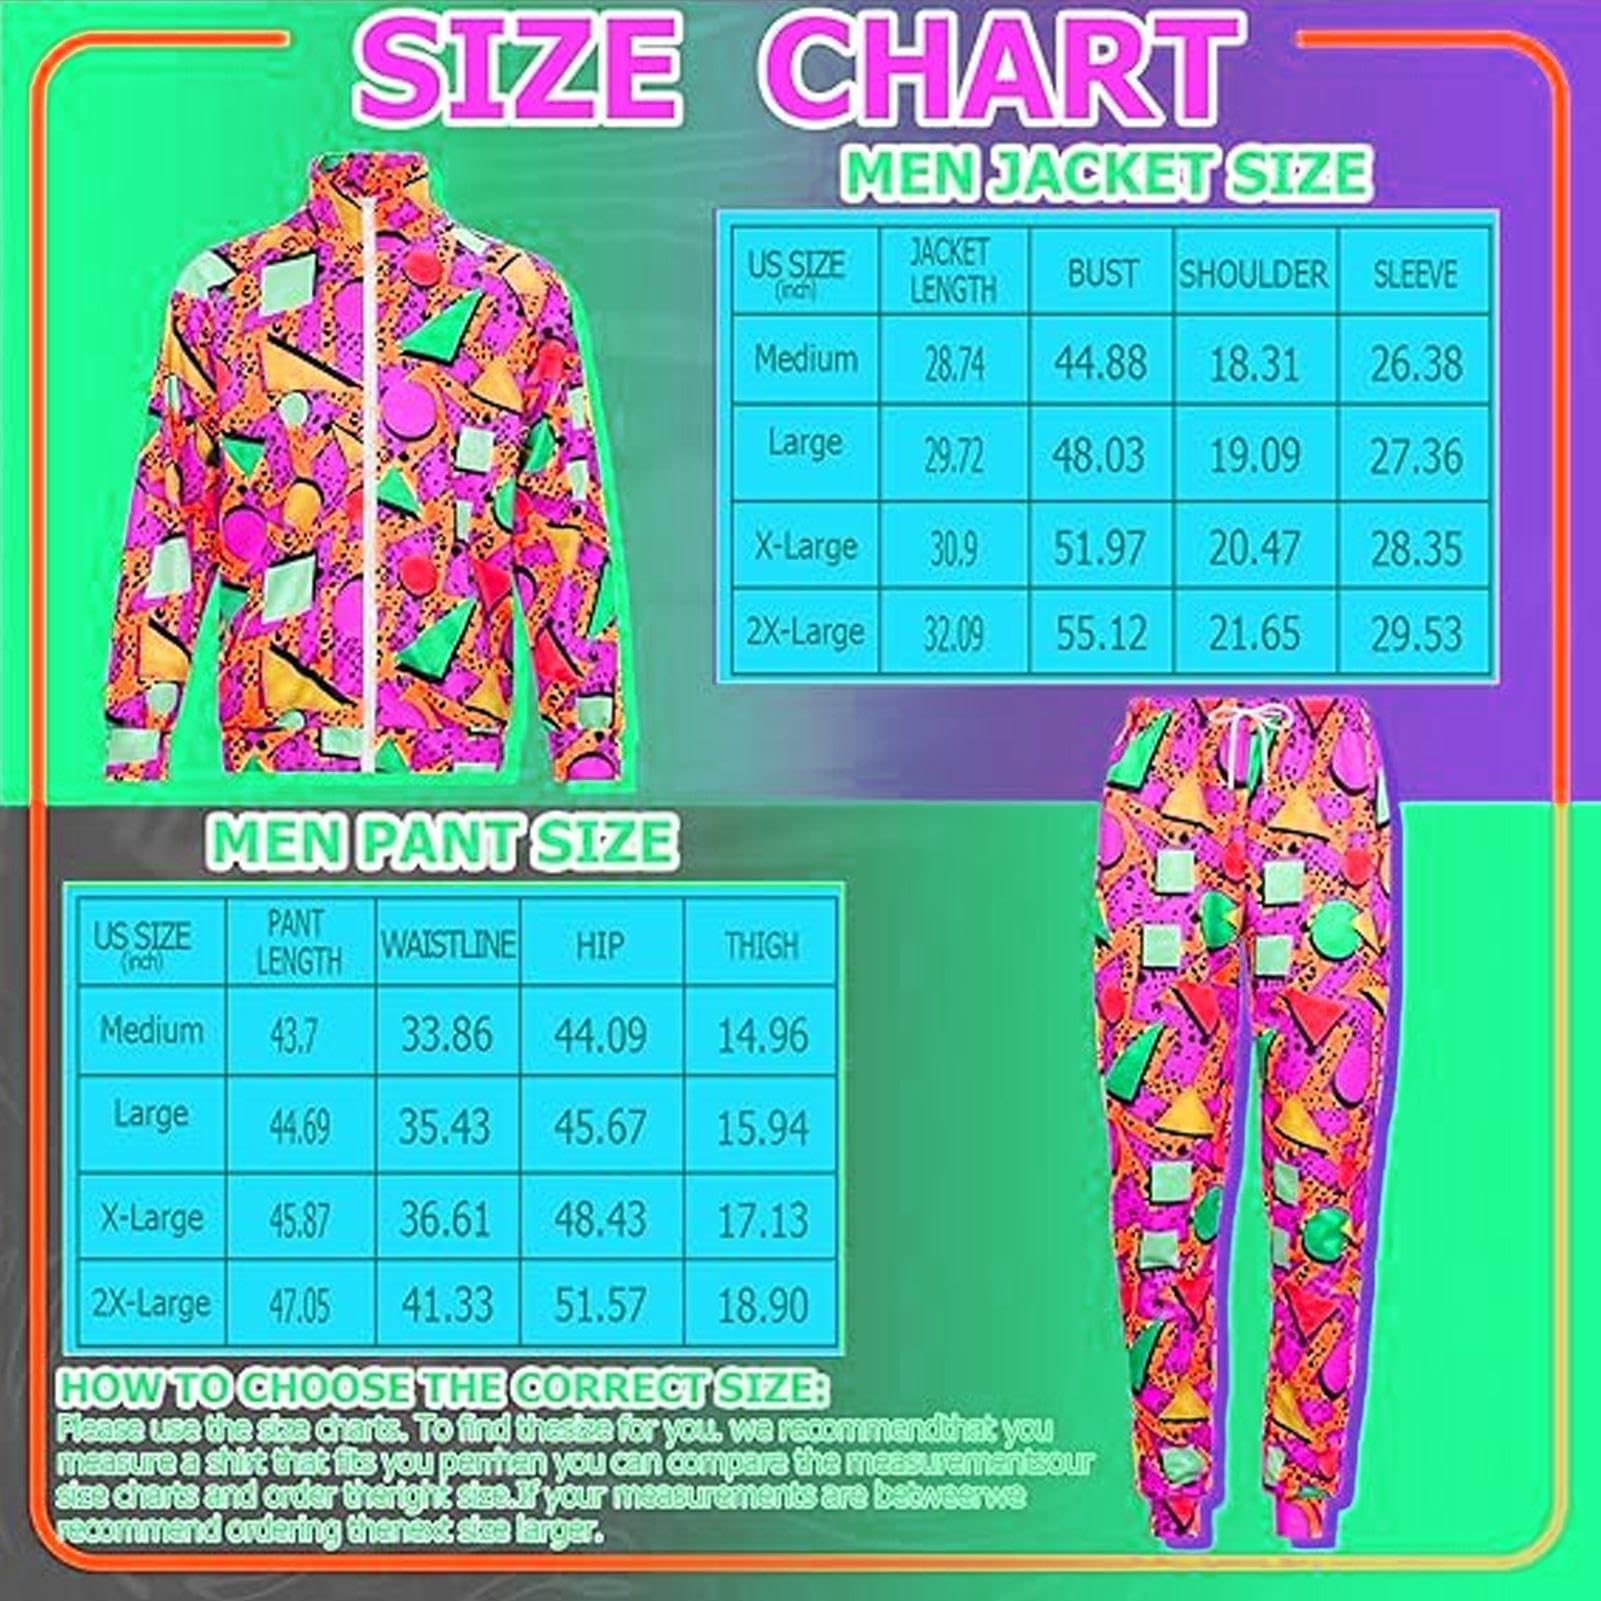 SIZE CHART
MEN JACKET SIZE
US SIZE (inch) JACKET LENGTH BUST SHOULDER SLEEVE
Medium 28.74 44.88 18.31 26.38
Large 29.72 48.03 19.09 27.36
X-Large 30.9 51.97 20.47 28.35
2X-Large 32.09 55.12 21.65 29.53
MEN PANT SIZE
US SIZE (inch) PANT LENGTH WAISTLINE HIP THIGH
Medium 43.7 33.86 44.09 14.96
Large 44.69 35.43 45.67 15.94
X-Large 45.87 36.61 48.43 17.13
2X-Large 47.05 41.33 51.57 18.90
HOW TO CHOOSE THE CORRECT SIZE:
Please use the size charts. To find thesize for you. we recommendthat you
measure a shirt that fits you you can compare the measurementsour
size charts and order theright size.If your measurements are betweenwe
recommend ordering thenext size larger.